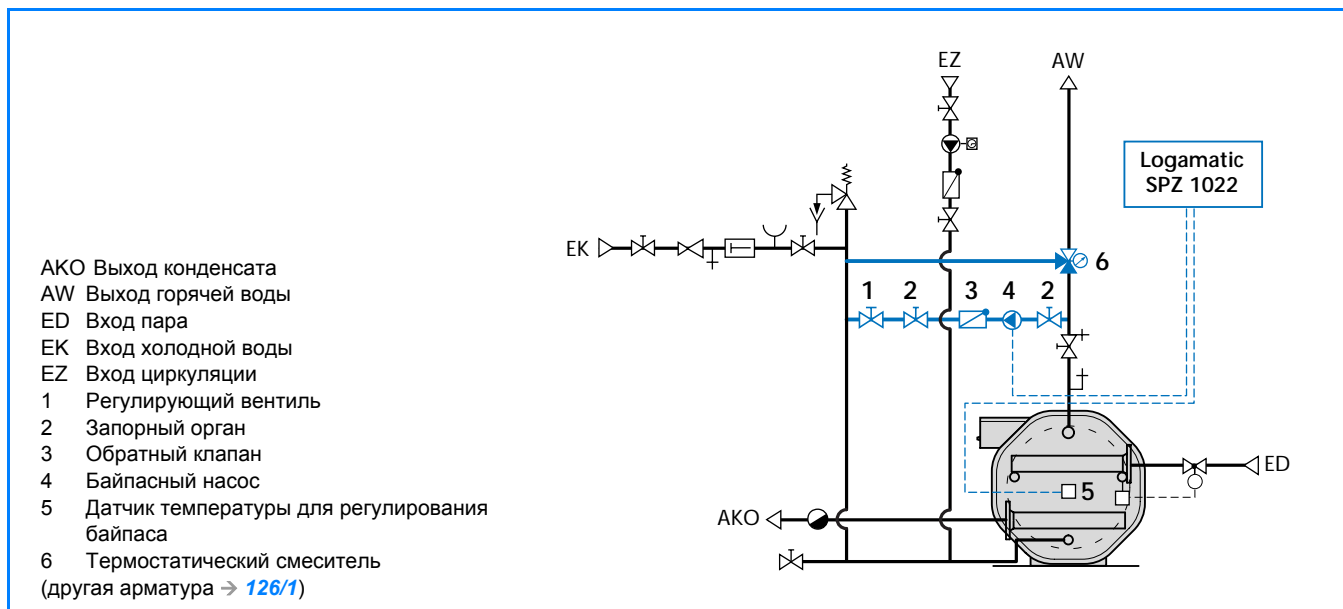 EZ
AW
Logamatic
SPZ 1022
EK
6
1 2 3 4 2
AKO Выход конденсата
AW Выход горячей воды
ED Вход пара
EK Вход холодной воды
EZ Вход циркуляции
1 Регулирующий вентиль
2 Запорный орган
3 Обратный клапан
4 Байпасный насос
5 Датчик температуры для регулирования
байпаса
6 Термостатический смеситель
(другая арматура → 126/1)
ED
5
AKO